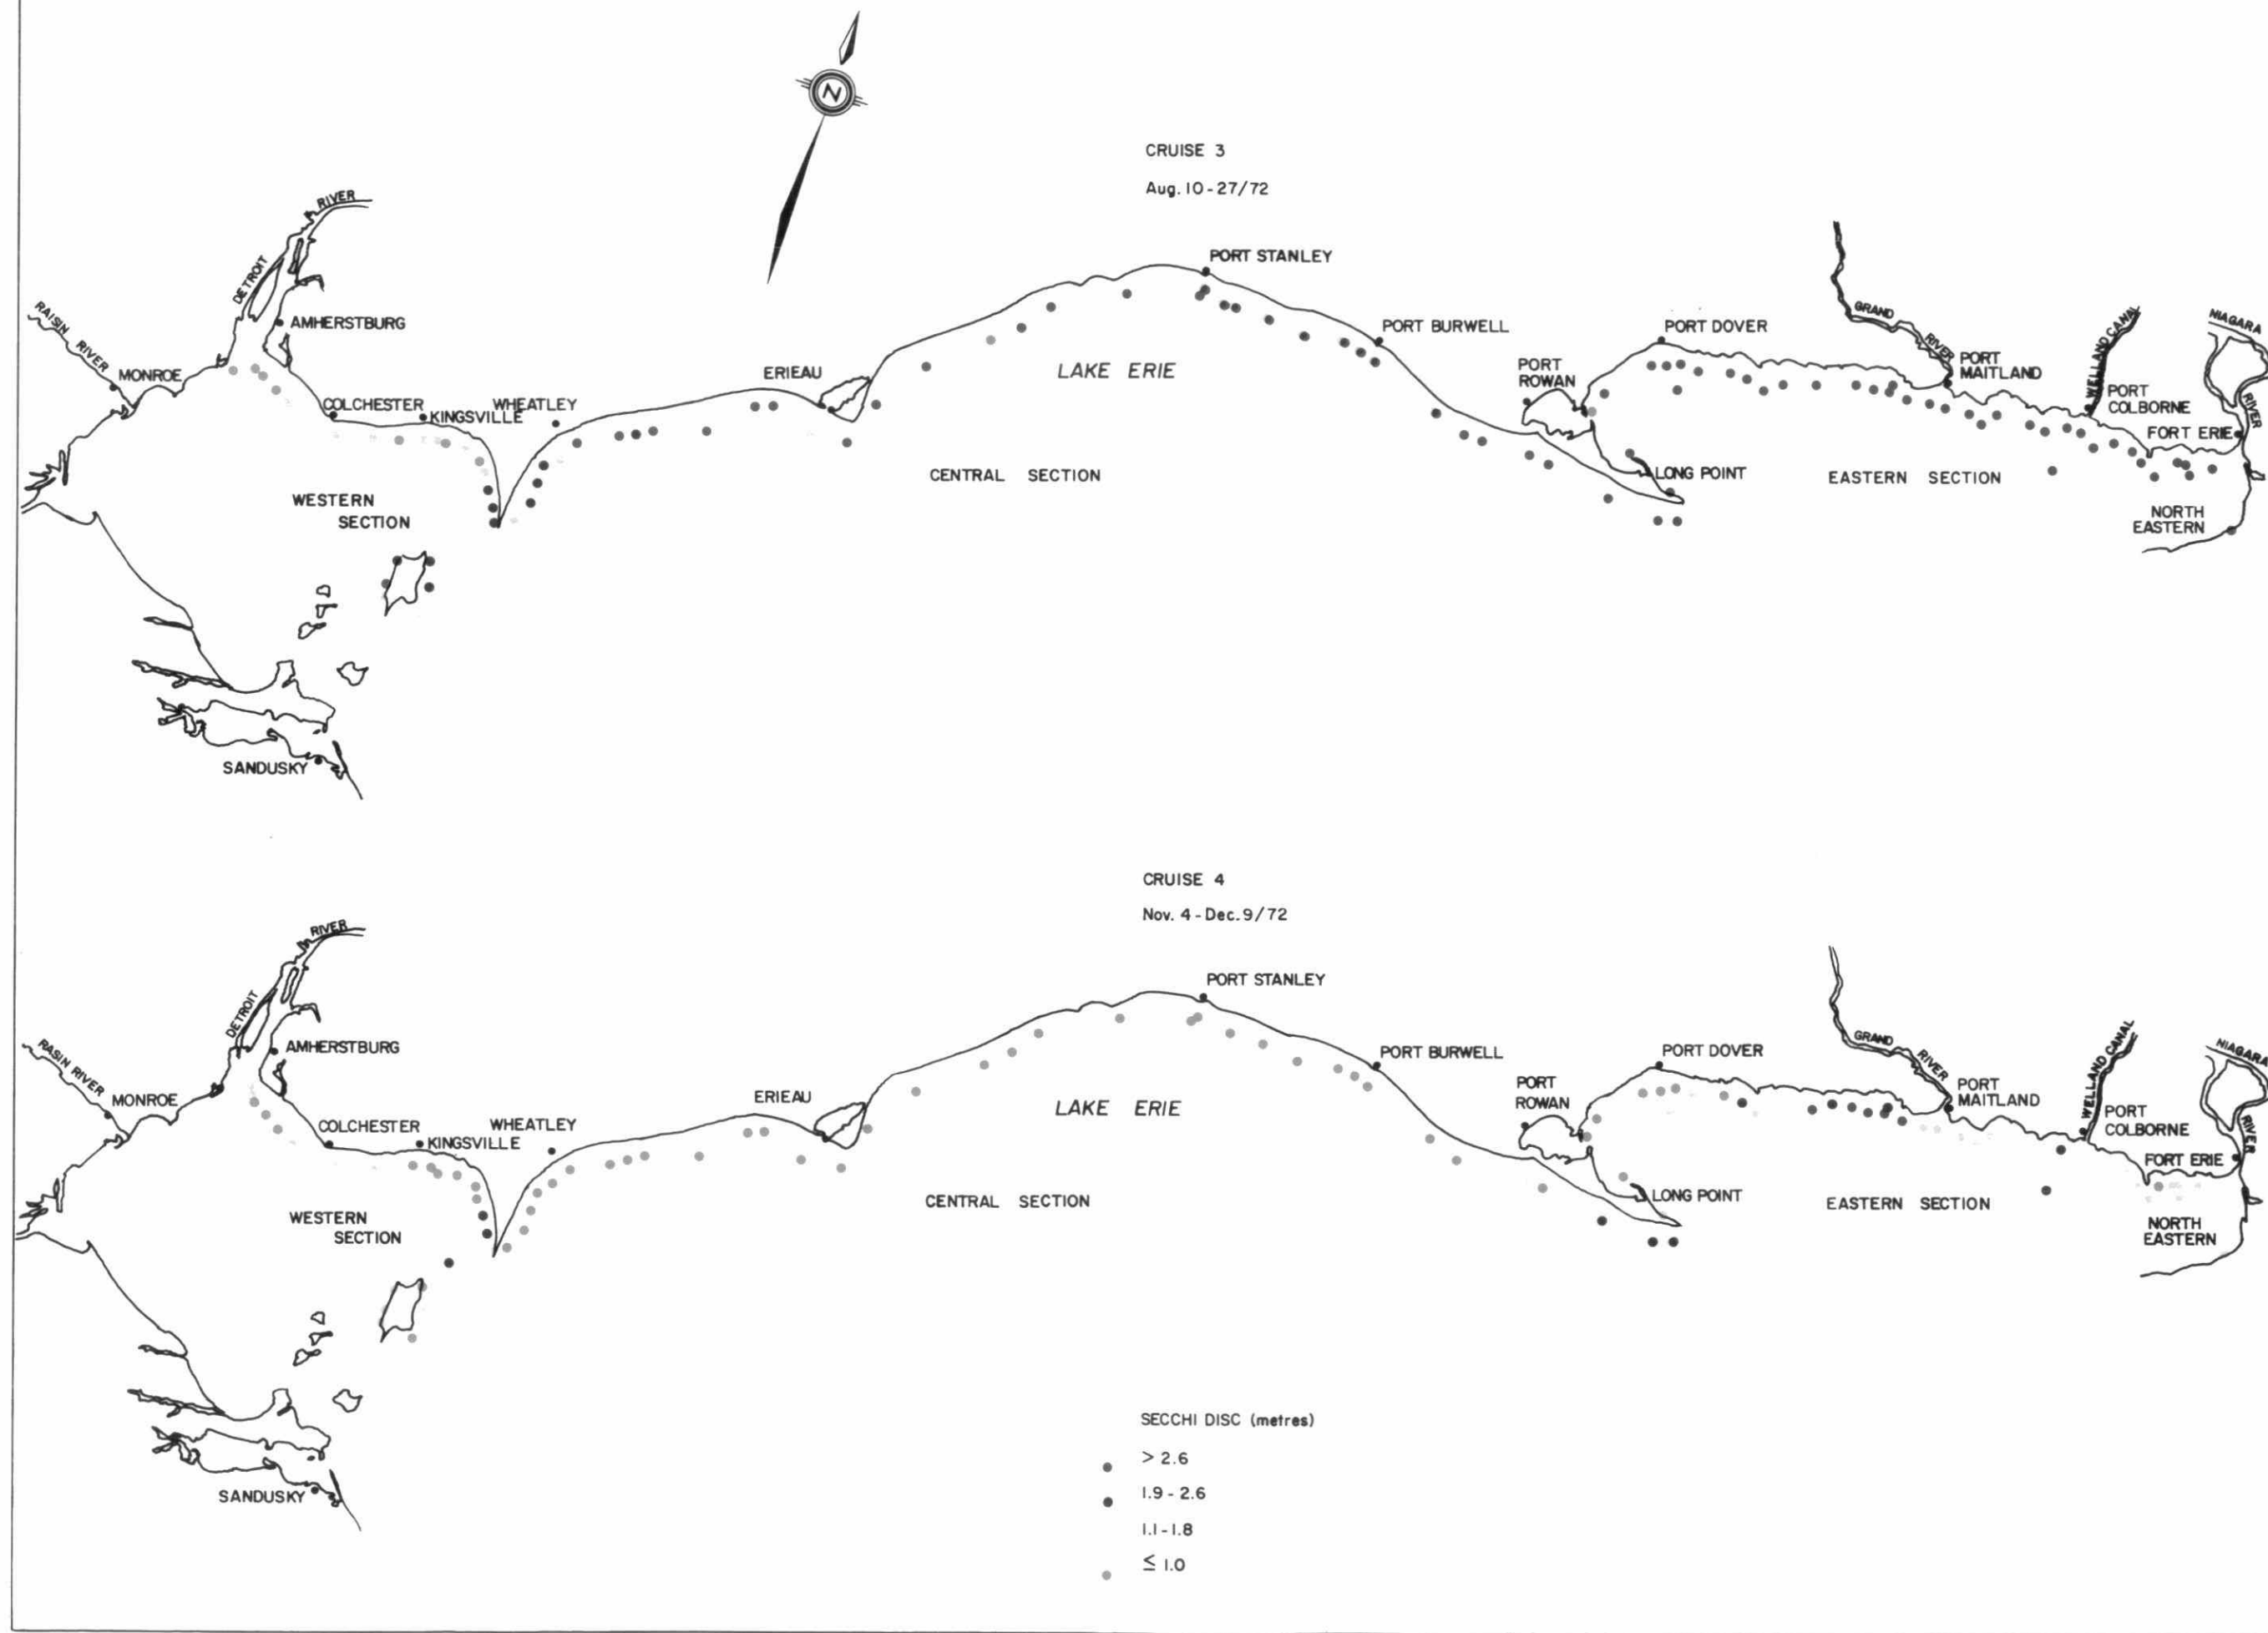 N
CRUISE 3
Aug. 10-27/72
RIVER
DETROIT
RAISIN
RIVER
AMHERSTBURG
MONROE
COLCHESTER
KINGSVILLE
WHEATLEY
ERIEAU
PORT STANLEY
LAKE ERIE
PORT BURWELL
PORT
ROWAN
PORT DOVER
GRAND
RIVER
PORT
MAITLAND
WELLAND CANAL
PORT
COLBORNE
NIAGARA
RIVER
FORT ERIE
WESTERN
SECTION
CENTRAL SECTION
LONG POINT
EASTERN SECTION
NORTH
EASTERN
SANDUSKY
CRUISE 4
Nov. 4-Dec. 9/72
RIVER
DETROIT
RASIN RIVER
AMHERSTBURG
MONROE
COLCHESTER
KINGSVILLE
WHEATLEY
ERIEAU
PORT STANLEY
LAKE ERIE
PORT BURWELL
PORT
ROWAN
PORT DOVER
GRAND
RIVER
PORT
MAITLAND
WELLAND CANAL
PORT
COLBORNE
NIAGARA
RIVER
FORT ERIE
WESTERN
SECTION
CENTRAL SECTION
LONG POINT
EASTERN SECTION
NORTH
EASTERN
SANDUSKY
SECCHI DISC (metres)
> 2.6
1.9-2.6
1.1-1.8
≤ 1.0